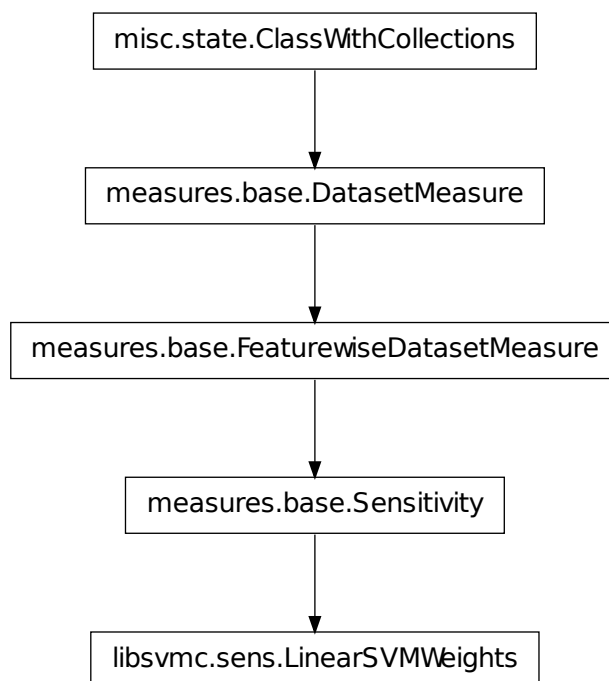 misc.state.ClassWithCollections
measures.base.DatasetMeasure
measures.base.FeaturewiseDatasetMeasure
measures.base.Sensitivity
libsvmc.sens.LinearSVMWeights